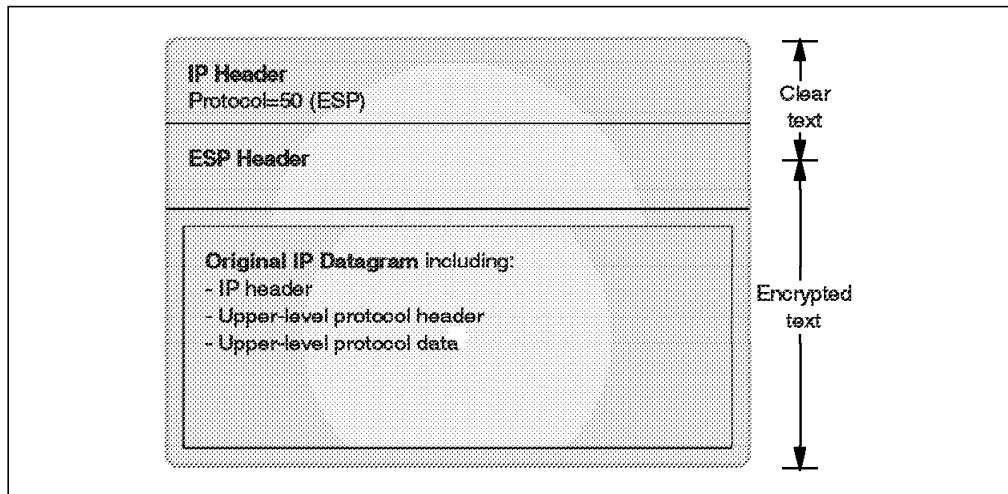 IP Header
Protocol=50 (ESP)
Clear
text
ESP Header
Original IP Datagram including:
- IP header
- Upper-level protocol header
- Upper-level protocol data
Encrypted
text